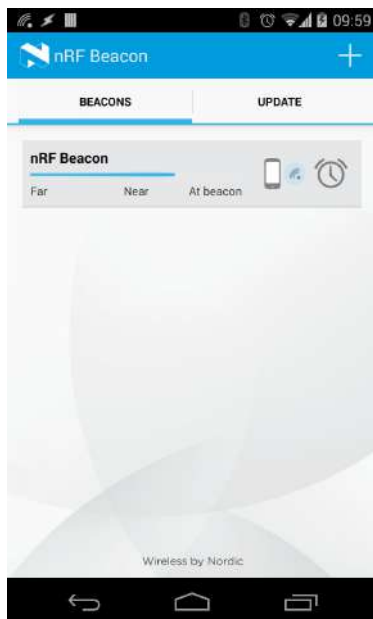 09:59
nRF Beacon
BEACONS UPDATE
nRF Beacon
Far Near At beacon
Wireless by Nordic